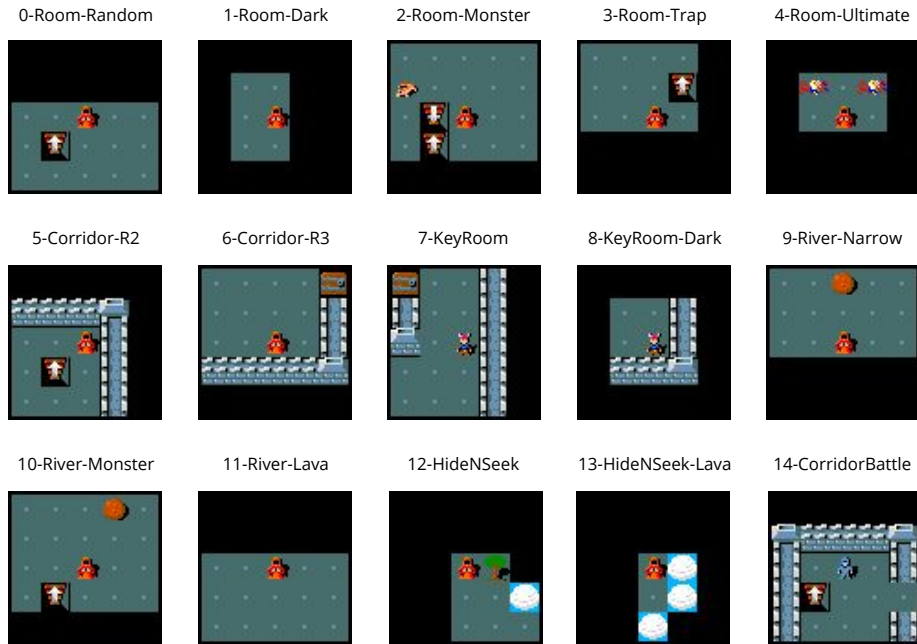 0-Room-Random
1-Room-Dark
2-Room-Monster
3-Room-Trap
4-Room-Ultimate
5-Corridor-R2
6-Corridor-R3
7-KeyRoom
8-KeyRoom-Dark
9-River-Narrow
10-River-Monster
11-River-Lava
12-HideNSeek
13-HideNSeek-Lava
14-CorridorBattle